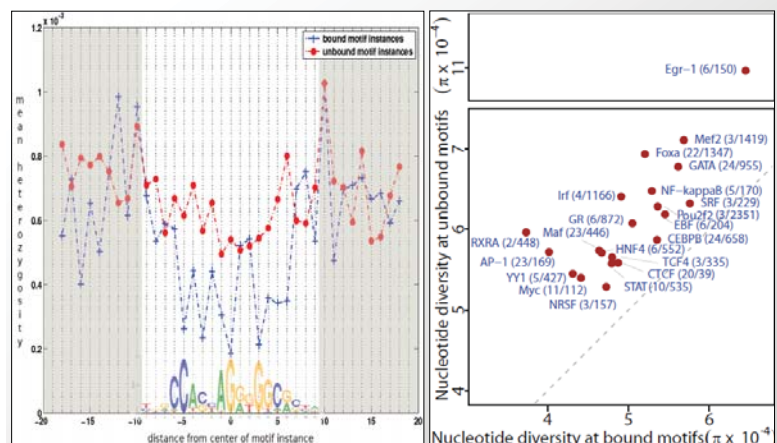 1.2 × 10⁻³
1
0.8
0.6
0.4
0.2
0
mean heterozygosity
bound motif instances
unbound motif instances
-20 -15 -10 -5 0 5 10 15 20
distance from center of motif instance
Nucleotide diversity at unbound motifs (π x 10⁻⁴)
11
7
6
5
4
Egr-1 (6/150)
Mef2 (3/1419)
Foxa (22/1347)
GATA (24/955)
NF-kappaB (5/170)
Irf (4/1166)
SRF (3/229)
Pou2f2 (3/2351)
GR (6/872)
EBF (6/204)
Maf (23/446)
CEBPB (24/658)
RXRA (2/448)
HNF4 (6/552)
AP-1 (23/169)
TCF4 (3/335)
YY1 (5/427)
CTCF (20/39)
Myc (11/112)
STAT (10/535)
NRSF (3/157)
4 5 6
Nucleotide diversity at bound motifs (π x 10⁻⁴)